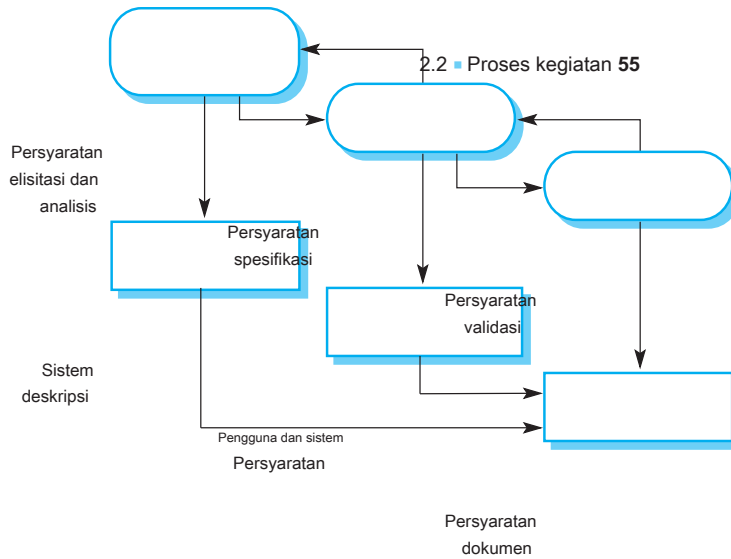 2.2 ▪ Proses kegiatan 55
Persyaratan
elisitasi dan
analisis
Persyaratan
spesifikasi
Persyaratan
validasi
Sistem
deskripsi
Pengguna dan sistem
Persyaratan
Persyaratan
dokumen